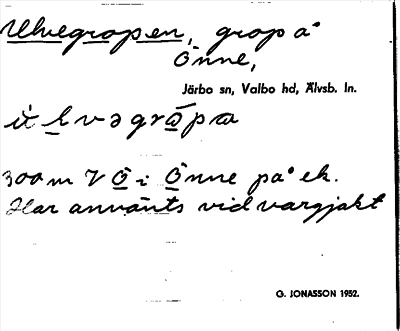 Ulvegropen, grop å
Önne,
Järbo sn, Valbo hd, Älvsb. ln.
300 m V Ö i Önne på ek.
Har använts vid vargjakt
G. JONASSON 1952.